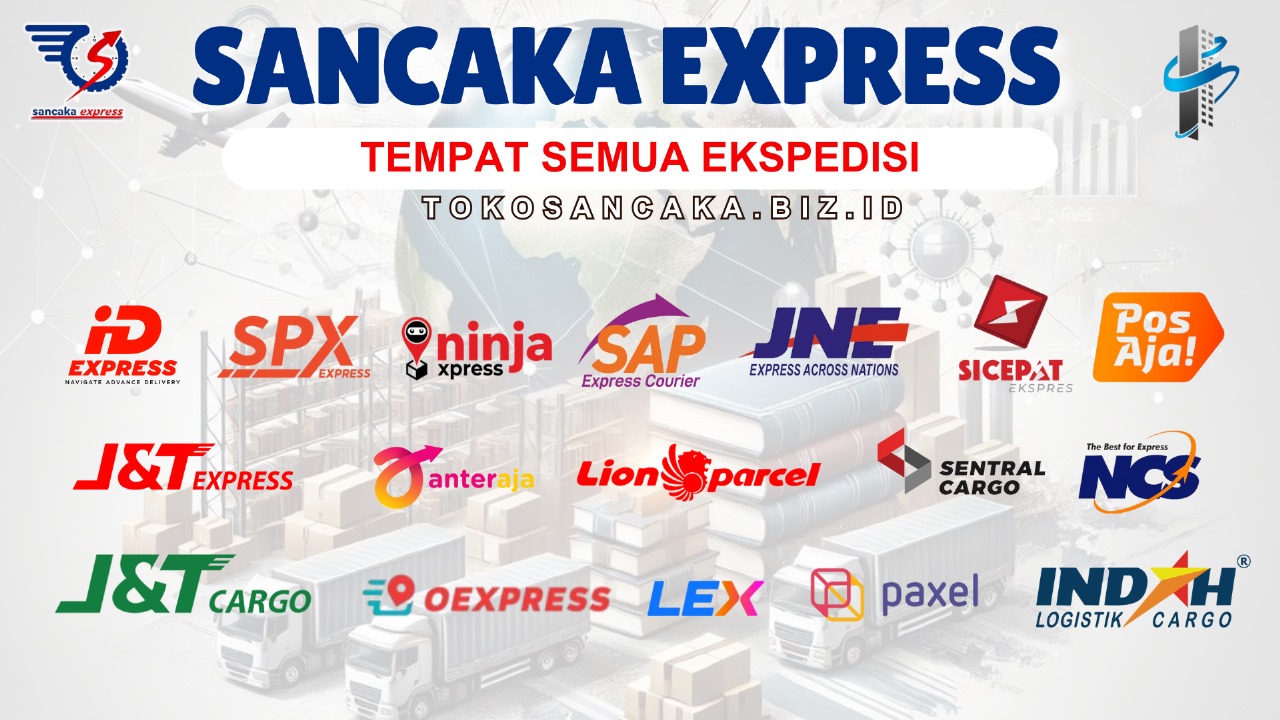 SANCAKA EXPRESS
sancaka express
TEMPAT SEMUA EKSPEDISI
TOKOSANCAKA.BIZ.ID
iD EXPRESS
NAVIGATE ADVANCE DELIVERY
SPX EXPRESS
ninja xpress
SAP
Express Courier
JNE
EXPRESS ACROSS NATIONS
SICEPAT
EKSPRES
Pos
Aja!
J&T EXPRESS
anteraja
Lion parcel
SENTRAL
CARGO
The Best for Express
NCS
J&T CARGO
OEXPRESS
LEX
paxel
INDAH ®
LOGISTIK CARGO